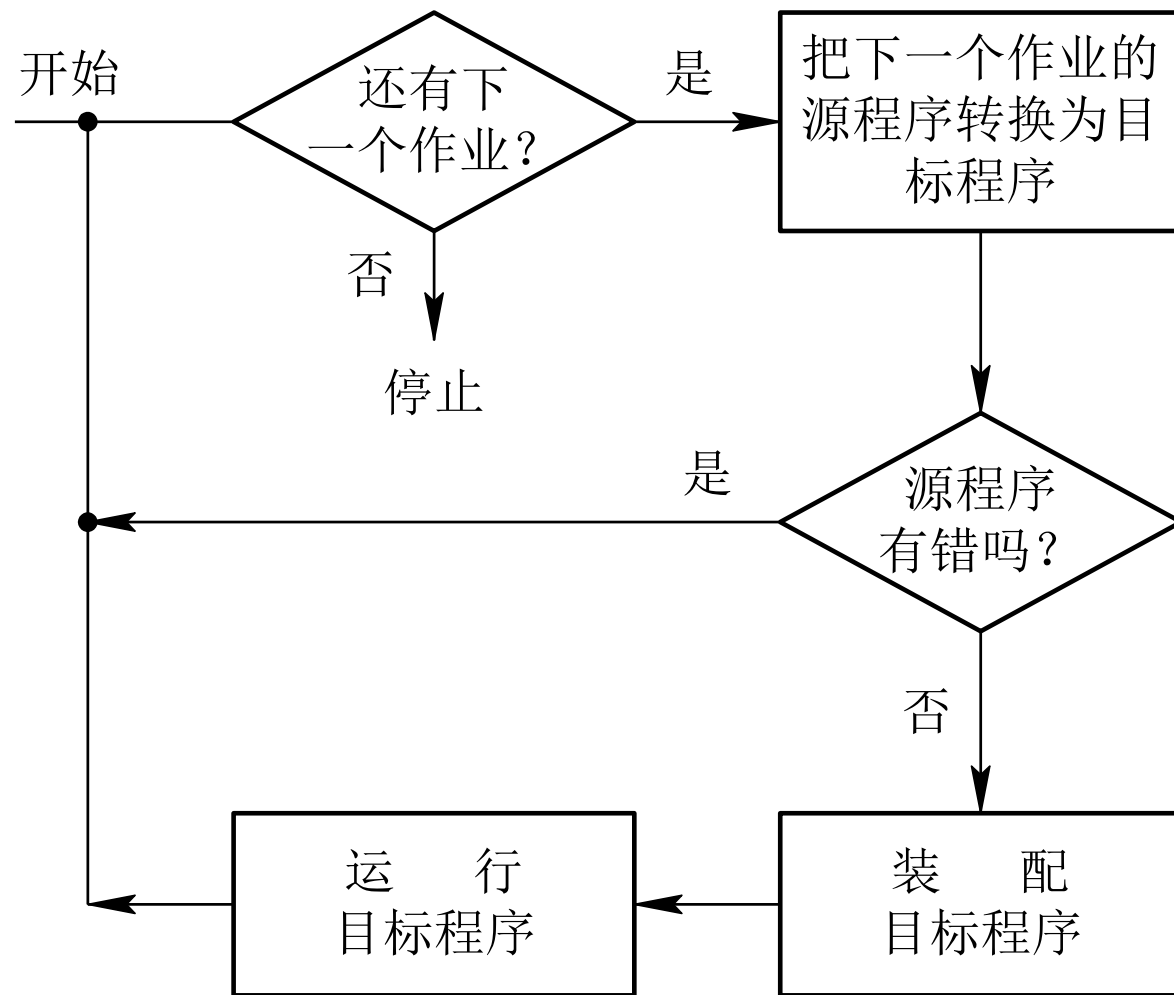 开始
还有下
一个作业？
是
把下一个作业的
源程序转换为目
标程序
否
停止
是
源程序
有错吗？
否
运 行
目标程序
装 配
目标程序